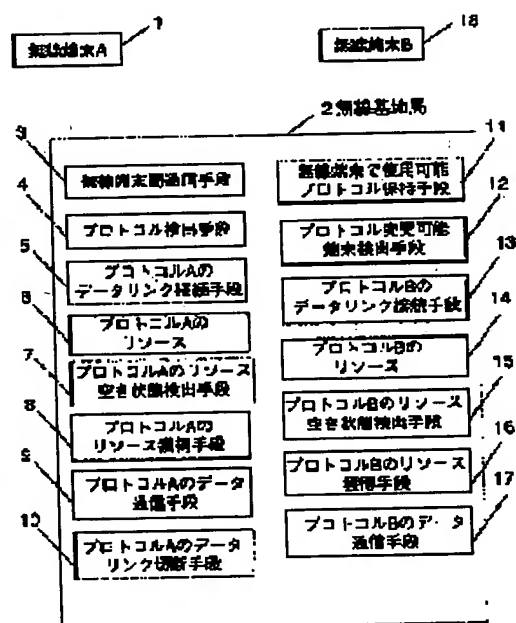 1
無線端末A
18
無線端末B
2無線基地局
3
無線端末間通信手段
4
プロトコル検出手段
5
プロトコルAの
データリンク接続手段
6
プロトコルAの
リソース
7
プロトコルAのリソース
空き状態検出手段
8
プロトコルAの
リソース獲得手段
9
プロトコルAのデータ
通信手段
10
プロトコルAのデータ
リンク切断手段
11
無線端末で使用可能
プロトコル保持手段
12
プロトコル変更可能
端末検出手段
13
プロトコルBの
データリンク接続手段
14
プロトコルBの
リソース
15
プロトコルBのリソース
空き状態検出手段
16
プロトコルBのリソース
獲得手段
17
プロトコルBのデータ
通信手段